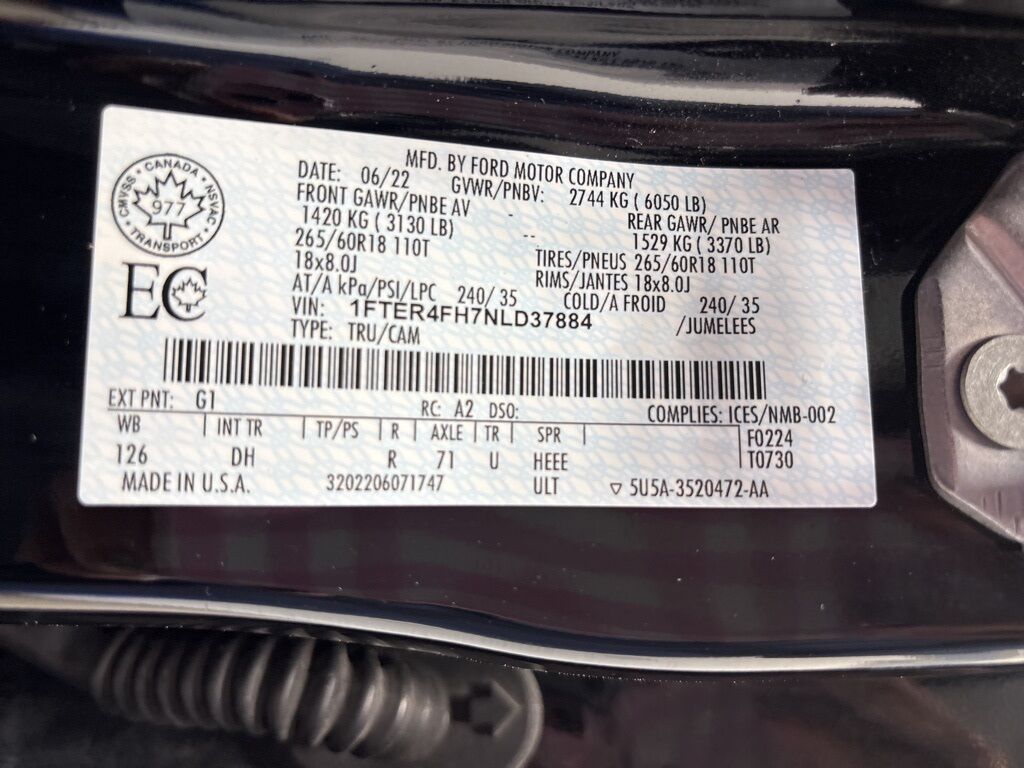 MFD. BY FORD MOTOR COMPANY
DATE: 06/22 GVWR/PNBV: 2744 KG ( 6050 LB)
FRONT GAWR/PNBE AV - REAR GAWR/ PNBE AR
1420 KG ( 3130 LB) -- 1529 KG ( 3370 LB)
265/60R18 110T TIRES/PNEUS 265/60R18 110T
18x8.0J RIMS/JANTES 18x8.0J
AT/A kPa/PSI/LPC 240/ 35 COLD/A FROID 240/ 35
VIN: 1FTER4FH7NLD37884 /JUMELEES
TYPE: TRU/CAM
CANADA
CMVSS 977 NSVAC
TRANSPORT
EC
EXT PNT: G1 RC: A2 DSO: COMPLIES: ICES/NMB-002
WB INT TR TP/PS R AXLE TR SPR F0224
126 DH R 71 U HEEE T0730
MADE IN U.S.A. 3202206071747 ULT ▽ 5U5A-3520472-AA